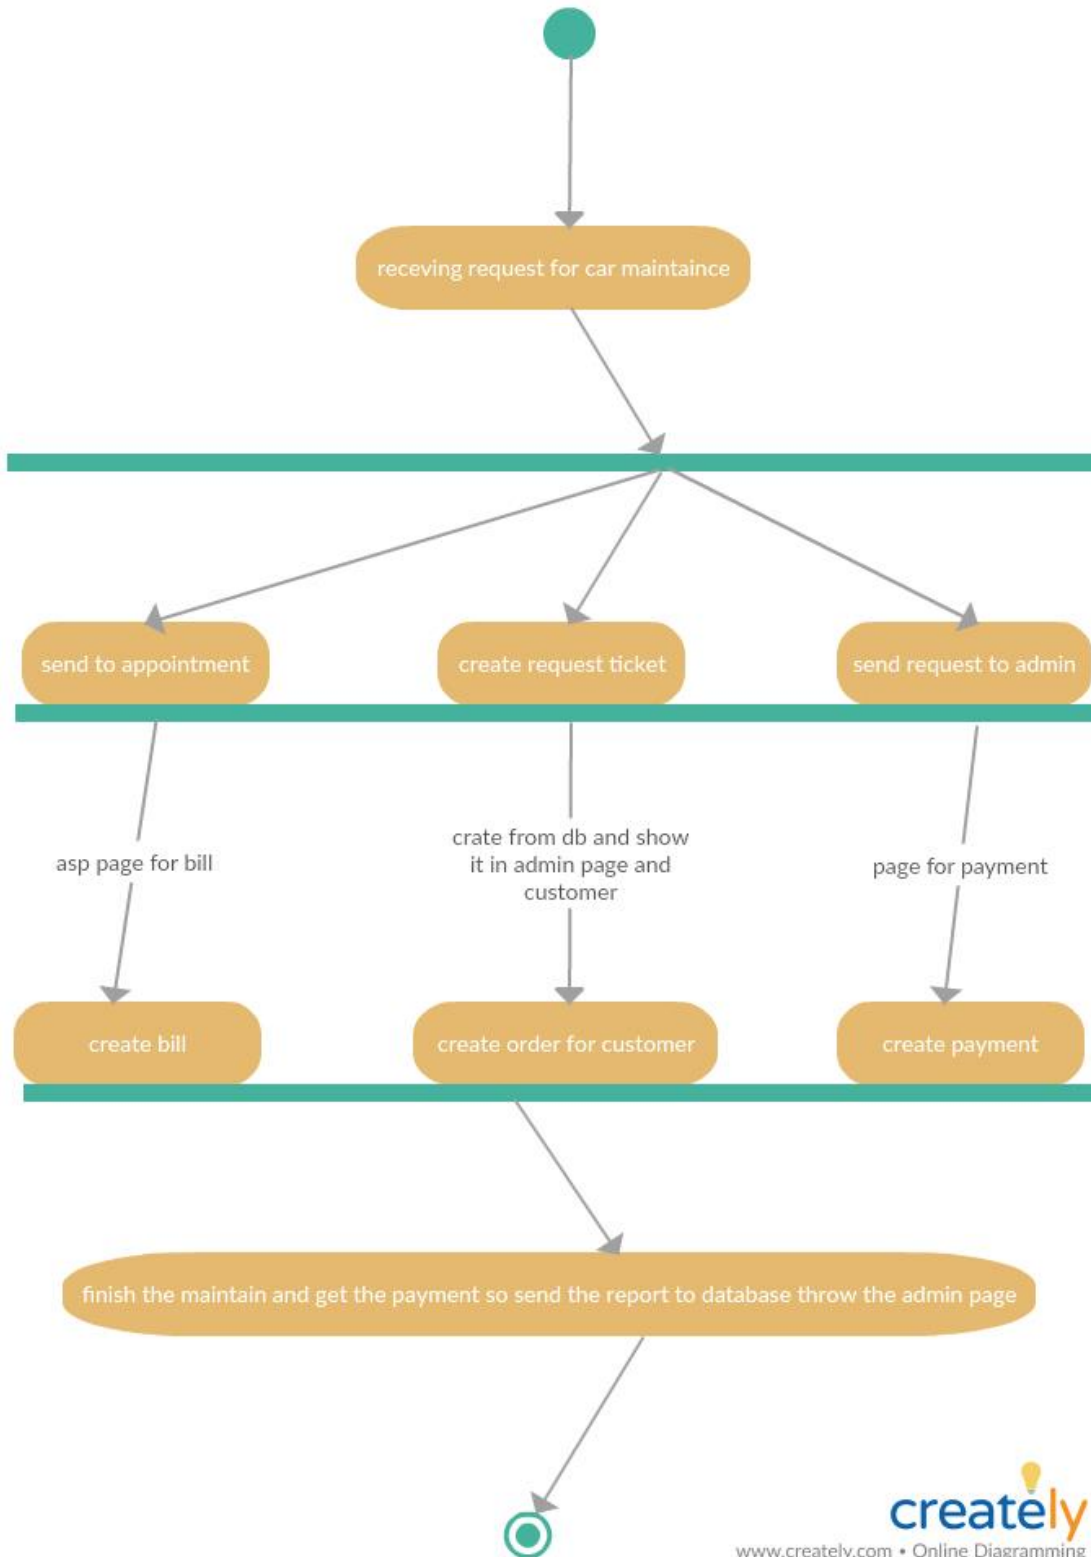 receving request for car maintaince
send to appointment
create request ticket
send request to admin
asp page for bill
crate from db and show
it in admin page and
customer
page for payment
create bill
create order for customer
create payment
finish the maintain and get the payment so send the report to database throw the admin page
creately
www.creately.com • Online Diagramming